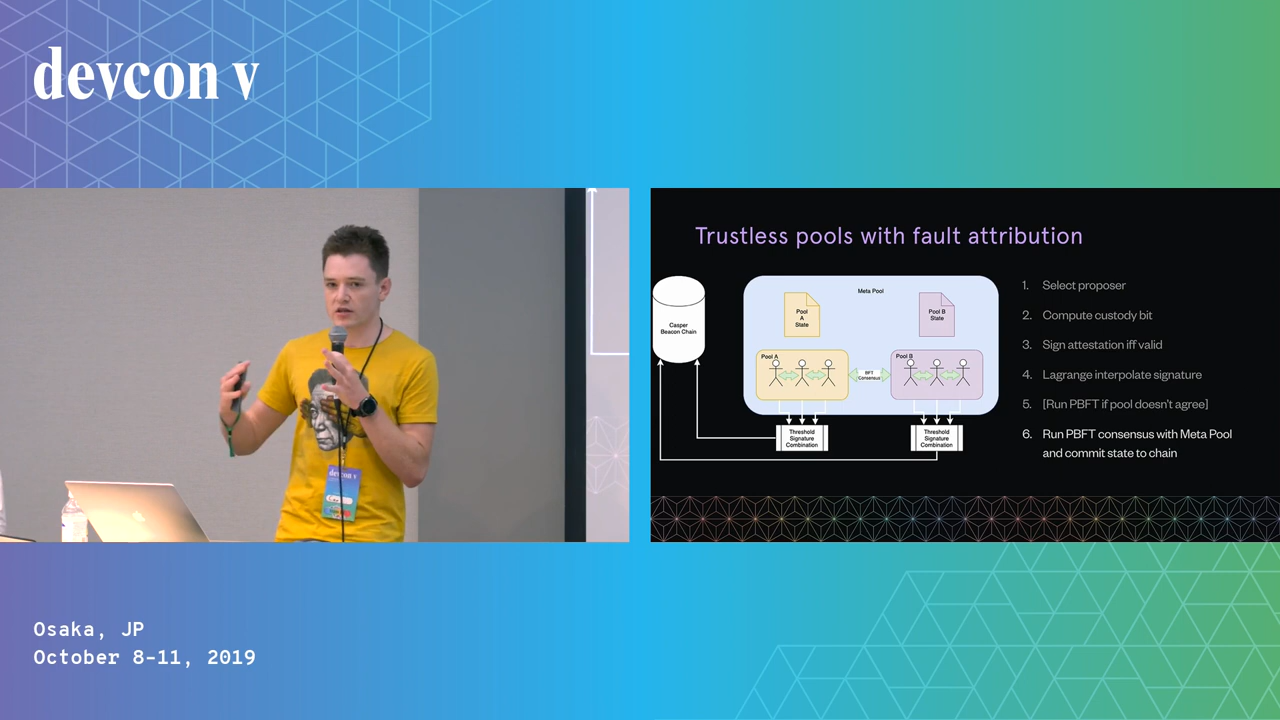 devcon v
devcon v
Trustless pools with fault attribution
Casper
Beacon Chain
Meta Pool
Pool
A
State
Pool B
State
Pool A
BFT
Consensus
Pool B
Threshold
Signature
Combination
Threshold
Signature
Combination
1. Select proposer
2. Compute custody bit
3. Sign attestation iff valid
4. Lagrange interpolate signature
5. [Run PBFT if pool doesn't agree]
6. Run PBFT consensus with Meta Pool
and commit state to chain
Osaka, JP
October 8-11, 2019